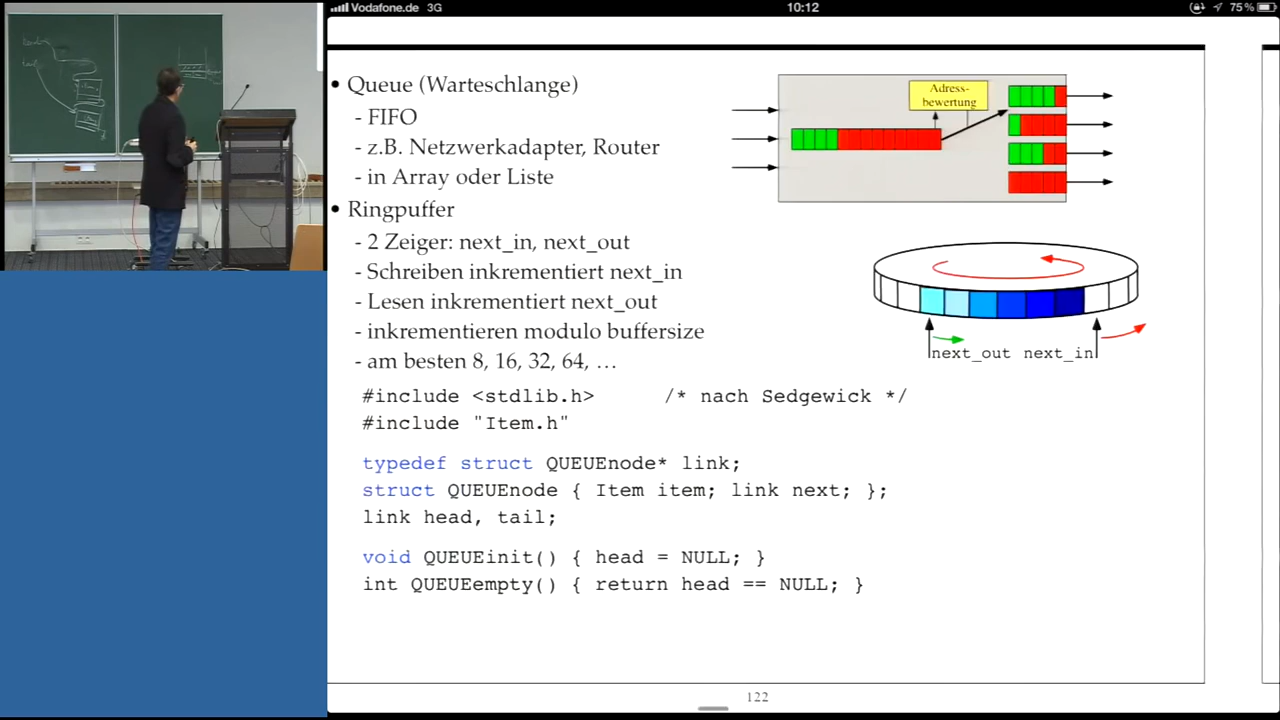 Vodafone.de 3G 10:12 75 %
• Queue (Warteschlange)
- FIFO
- z.B. Netzwerkadapter, Router
- in Array oder Liste
• Ringpuffer
- 2 Zeiger: next_in, next_out
- Schreiben inkrementiert next_in
- Lesen inkrementiert next_out
- inkrementieren modulo buffersize
- am besten 8, 16, 32, 64, …
Adress-
bewertung
next_out next_in
#include <stdlib.h> /* nach Sedgewick */
#include "Item.h"
typedef struct QUEUEnode* link;
struct QUEUEnode { Item item; link next; };
link head, tail;
void QUEUEinit() { head = NULL; }
int QUEUEempty() { return head == NULL; }
122